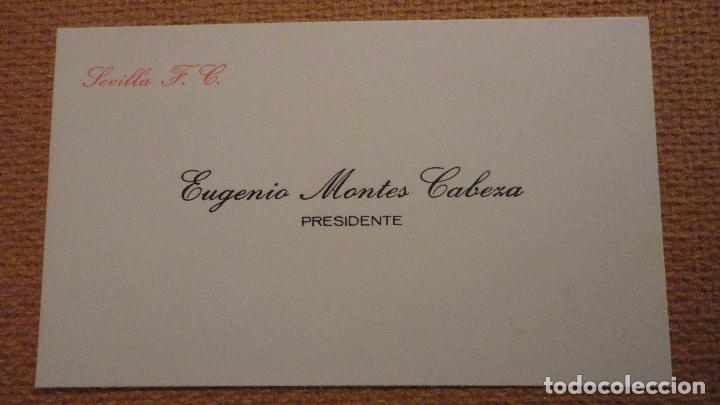 Sevilla F. C.
Eugenio Montes Cabeza
PRESIDENTE
todocoleccion